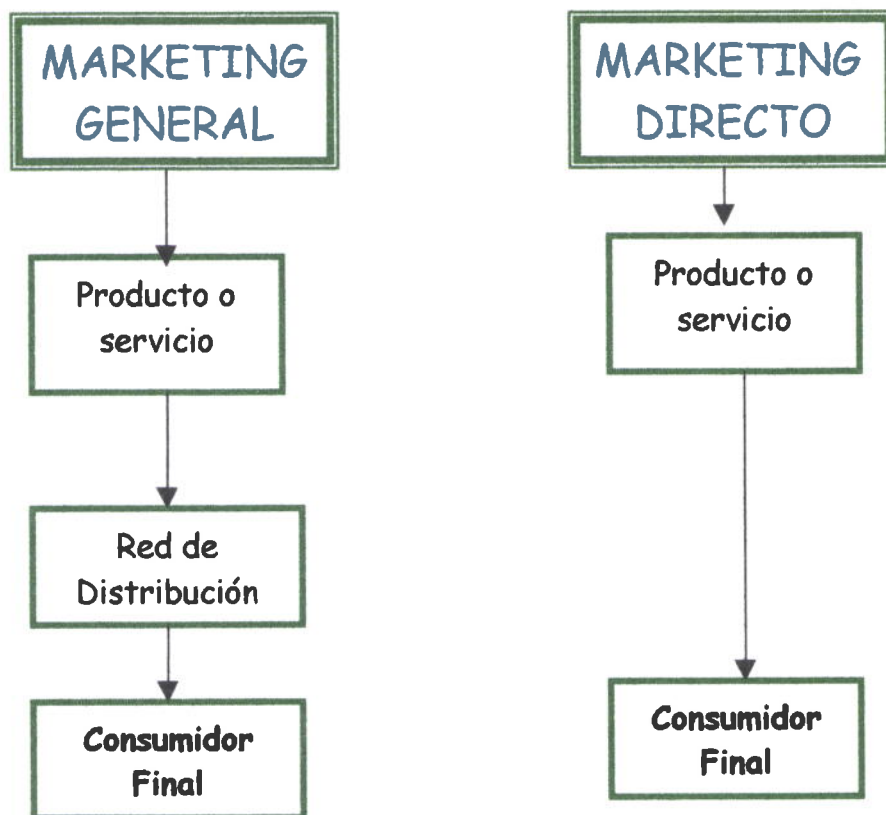 MARKETING
GENERAL
Producto o
servicio
Red de
Distribución
Consumidor
Final
MARKETING
DIRECTO
Producto o
servicio
Consumidor
Final